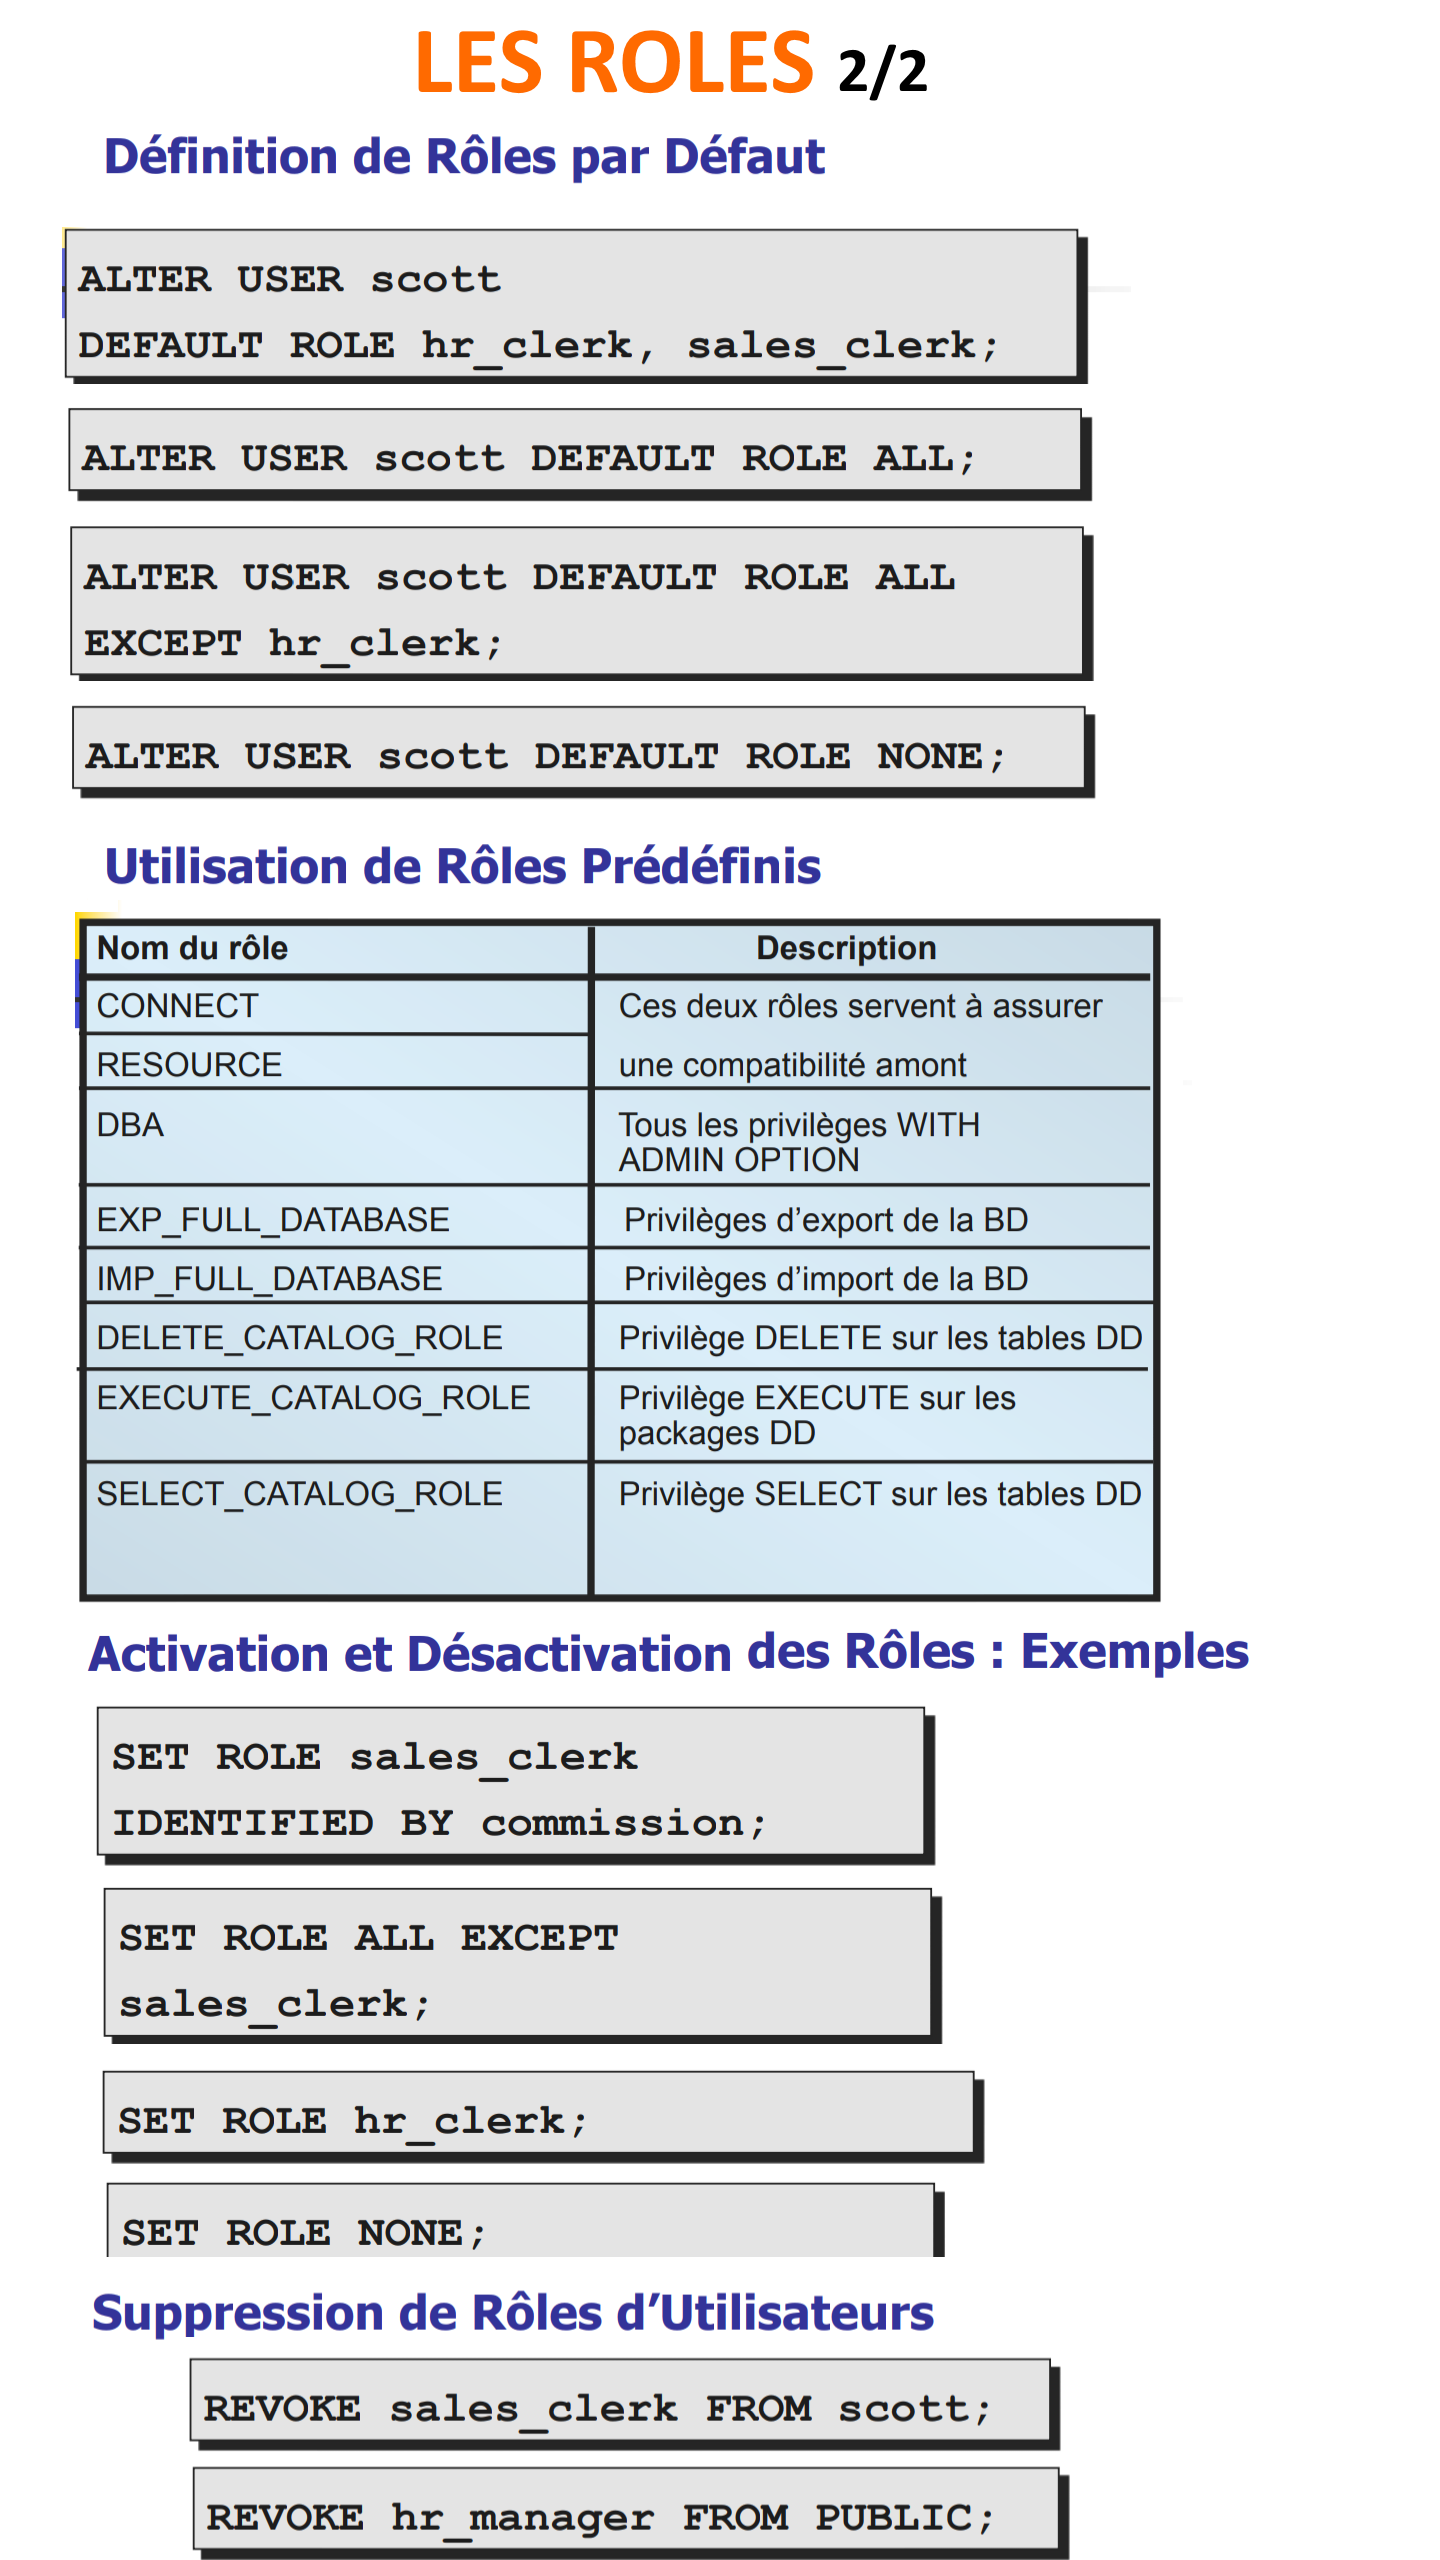 LES ROLES 2/2
Définition de Rôles par Défaut
ALTER USER scott
DEFAULT ROLE hr_clerk, sales_clerk;
ALTER USER scott DEFAULT ROLE ALL;
ALTER USER scott DEFAULT ROLE ALL
EXCEPT hr_clerk;
ALTER USER scott DEFAULT ROLE NONE;
Utilisation de Rôles Prédéfinis
Nom du rôle Description
CONNECT Ces deux rôles servent à assurer
RESOURCE une compatibilité amont
DBA Tous les privilèges WITH
ADMIN OPTION
EXP_FULL_DATABASE Privilèges d’export de la BD
IMP_FULL_DATABASE Privilèges d’import de la BD
DELETE_CATALOG_ROLE Privilège DELETE sur les tables DD
EXECUTE_CATALOG_ROLE Privilège EXECUTE sur les
packages DD
SELECT_CATALOG_ROLE Privilège SELECT sur les tables DD
Activation et Désactivation des Rôles : Exemples
SET ROLE sales_clerk
IDENTIFIED BY commission;
SET ROLE ALL EXCEPT
sales_clerk;
SET ROLE hr_clerk;
SET ROLE NONE;
Suppression de Rôles d’Utilisateurs
REVOKE sales_clerk FROM scott;
REVOKE hr_manager FROM PUBLIC;